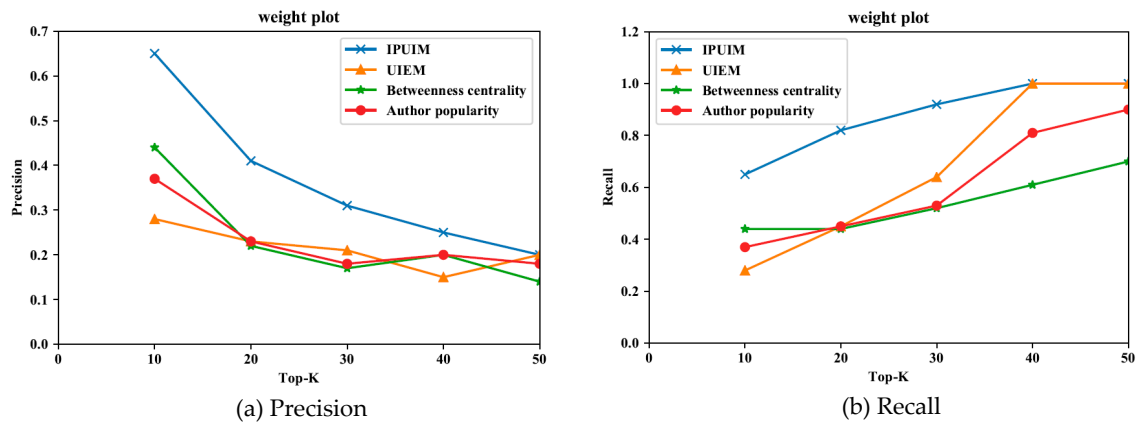 weight plot
0.7
0.6
0.5
0.4
0.3
0.2
0.1
0.0
Precision
IPUIM
UIEM
Betweenness centrality
Author popularity
0 10 20 30 40 50
Top-K
(a) Precision
weight plot
1.2
1.0
0.8
0.6
0.4
0.2
0.0
Recall
IPUIM
UIEM
Betweenness centrality
Author popularity
0 10 20 30 40 50
Top-K
(b) Recall